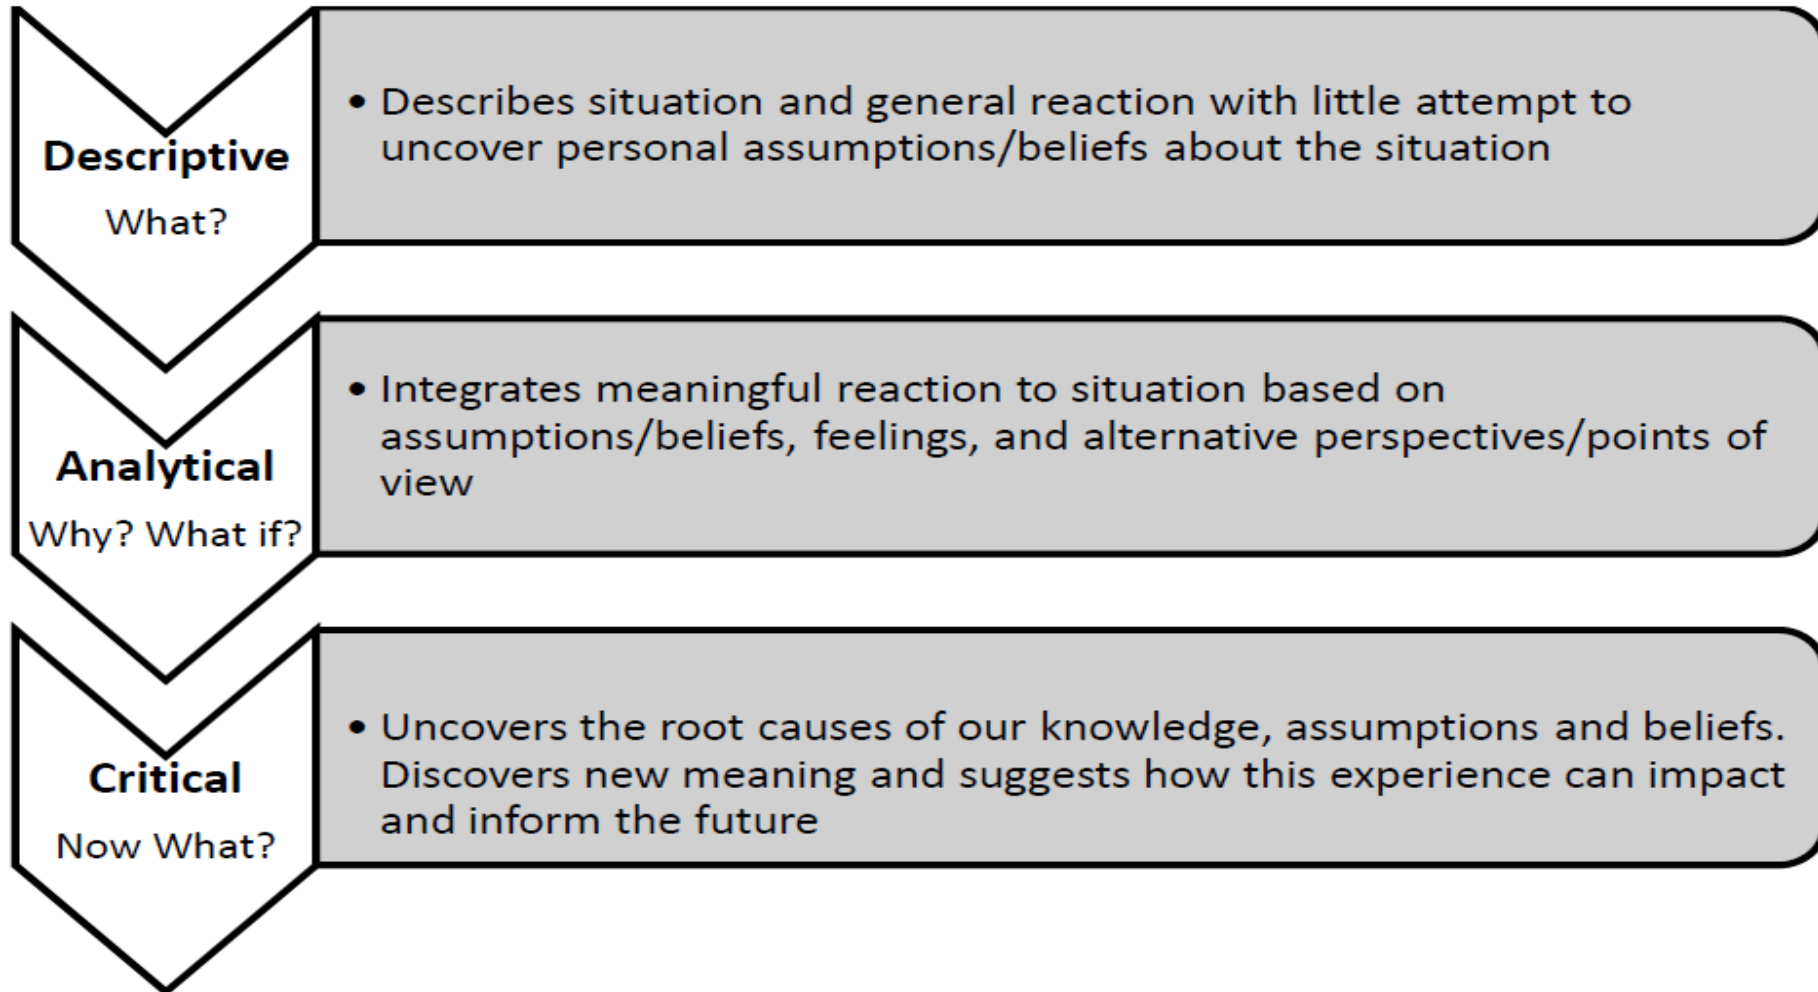 Descriptive
What?
• Describes situation and general reaction with little attempt to
uncover personal assumptions/beliefs about the situation
Analytical
Why? What if?
• Integrates meaningful reaction to situation based on
assumptions/beliefs, feelings, and alternative perspectives/points of
view
Critical
Now What?
• Uncovers the root causes of our knowledge, assumptions and beliefs.
Discovers new meaning and suggests how this experience can impact
and inform the future